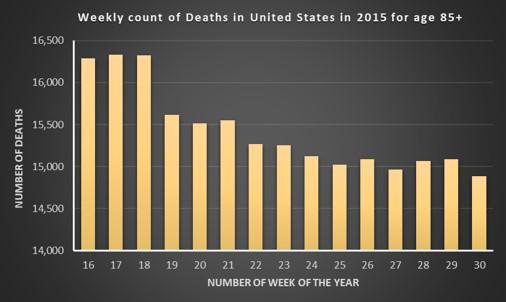 Weekly count of Deaths in United States in 2015 for age 85+
16,500
16,000
15,500
15,000
14,500
14,000
NUMBER OF DEATHS
16 17 18 19 20 21 22 23 24 25 26 27 28 29 30
NUMBER OF WEEK OF THE YEAR